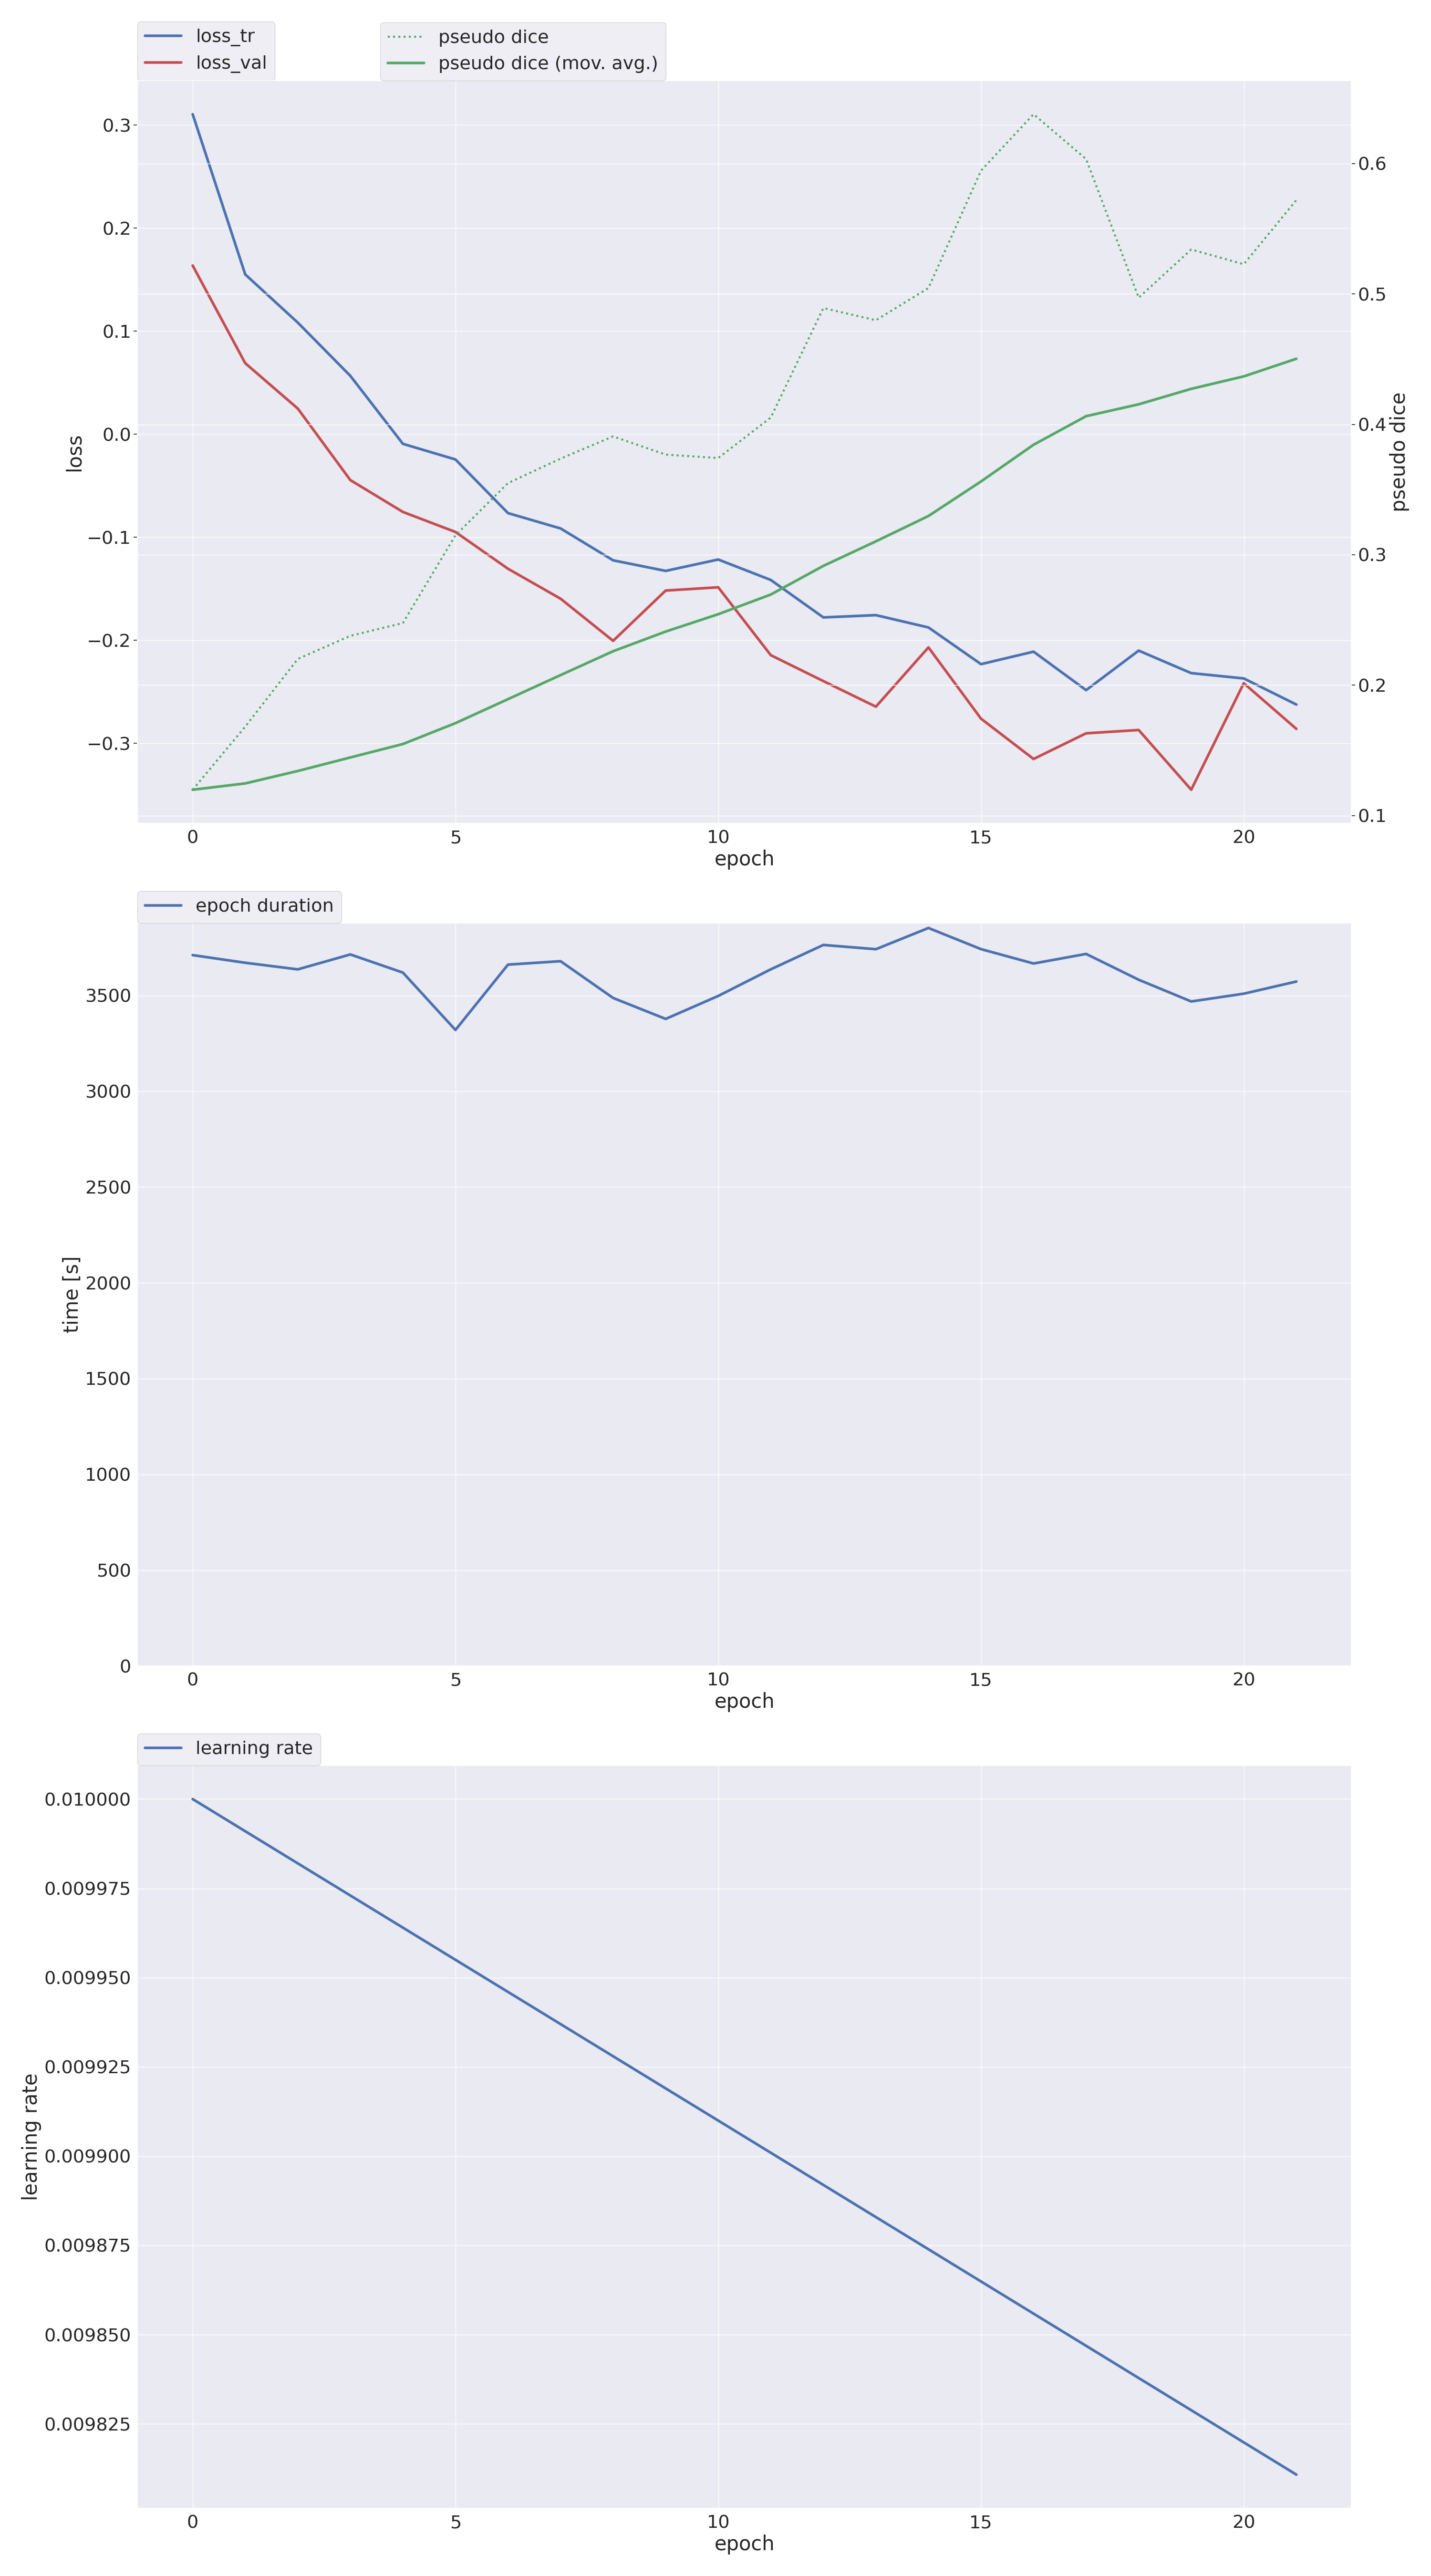 loss_tr
loss_val
pseudo dice
pseudo dice (mov. avg.)
0.3
0.2
0.1
0.0
−0.1
−0.2
−0.3
loss
0.6
0.5
0.4
0.3
0.2
0.1
pseudo dice
0 5 10 15 20
epoch
epoch duration
3500
3000
2500
2000
1500
1000
500
0
time [s]
0 5 10 15 20
epoch
learning rate
0.010000
0.009975
0.009950
0.009925
0.009900
0.009875
0.009850
0.009825
learning rate
0 5 10 15 20
epoch